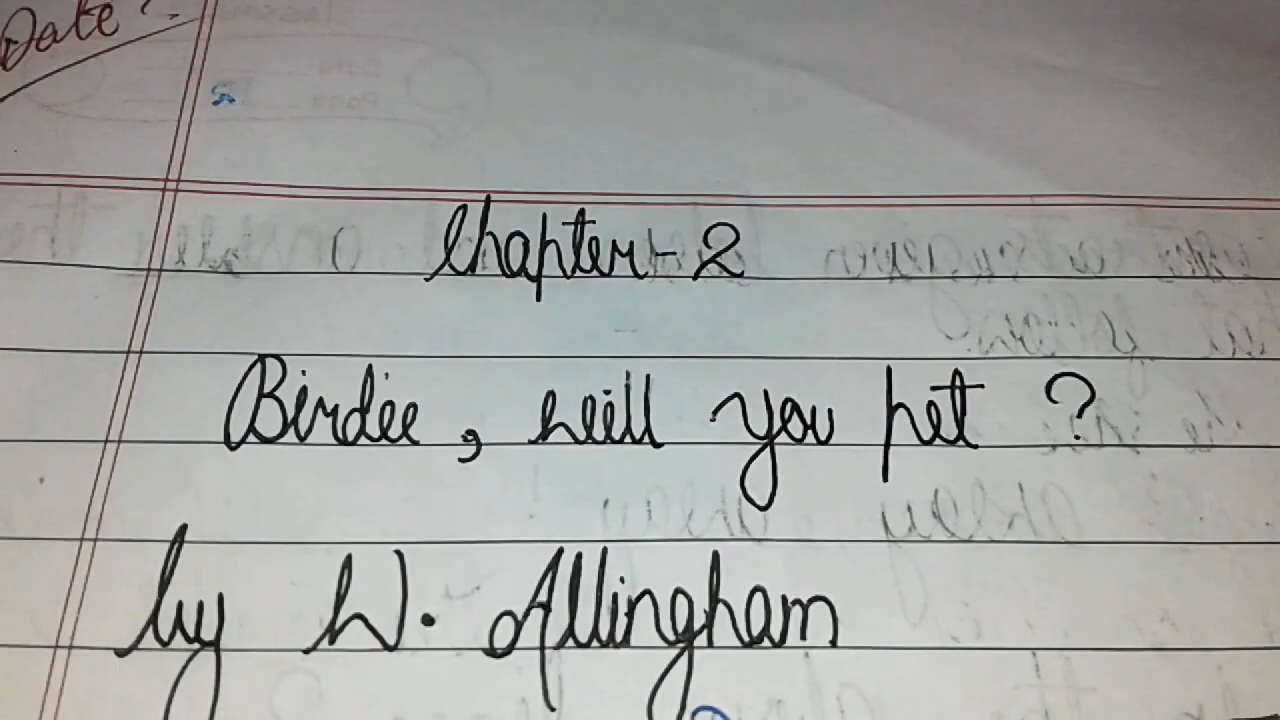 Date :-
Chapter-2
Birdie, will you pet ?
by W. Allingham